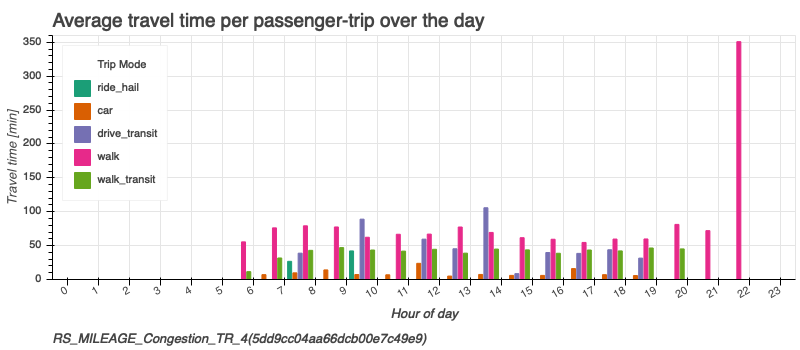 Average travel time per passenger-trip over the day
350
300
250
200
150
100
50
0
Travel time [min]
Trip Mode
ride_hail
car
drive_transit
walk
walk_transit
0 1 2 3 4 5 6 7 8 9 10 11 12 13 14 15 16 17 18 19 20 21 22 23
Hour of day
RS_MILEAGE_Congestion_TR_4(5dd9cc04aa66dcb00e7c49e9)